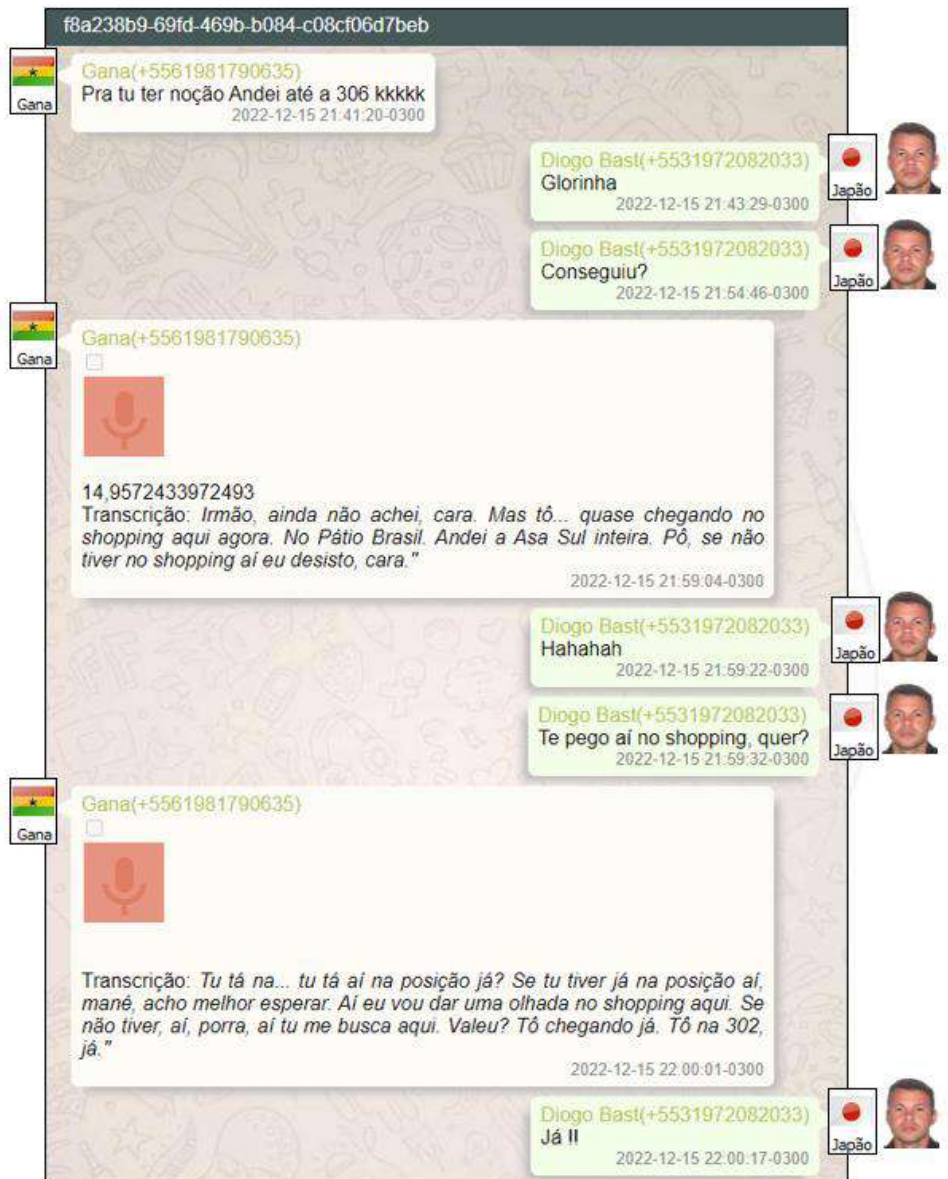 f8a238b9-69fd-469b-b084-c08cf06d7beb
Gana
Gana(+5561981790635)
Pra tu ter noção Andei até a 306 kkkkk
2022-12-15 21:41:20-0300
Diogo Bast(+5531972082033)
Glorinha
2022-12-15 21:43:29-0300
Japão
Diogo Bast(+5531972082033)
Conseguiu?
2022-12-15 21:54:46-0300
Japão
Gana
Gana(+5561981790635)
14,9572433972493
Transcrição: Irmão, ainda não achei, cara. Mas tô... quase chegando no
shopping aqui agora. No Pátio Brasil. Andei a Asa Sul inteira. Pô, se não
tiver no shopping aí eu desisto, cara."
2022-12-15 21:59:04-0300
Diogo Bast(+5531972082033)
Hahahah
2022-12-15 21:59:22-0300
Japão
Diogo Bast(+5531972082033)
Te pego aí no shopping, quer?
2022-12-15 21:59:32-0300
Japão
Gana
Gana(+5561981790635)
Transcrição: Tu tá na... tu tá aí na posição já? Se tu tiver já na posição aí,
mané, acho melhor esperar. Aí eu vou dar uma olhada no shopping aqui. Se
não tiver, aí, porra, aí tu me busca aqui. Valeu? Tô chegando já. Tô na 302,
já."
2022-12-15 22:00:01-0300
Diogo Bast(+5531972082033)
Já II
2022-12-15 22:00:17-0300
Japão